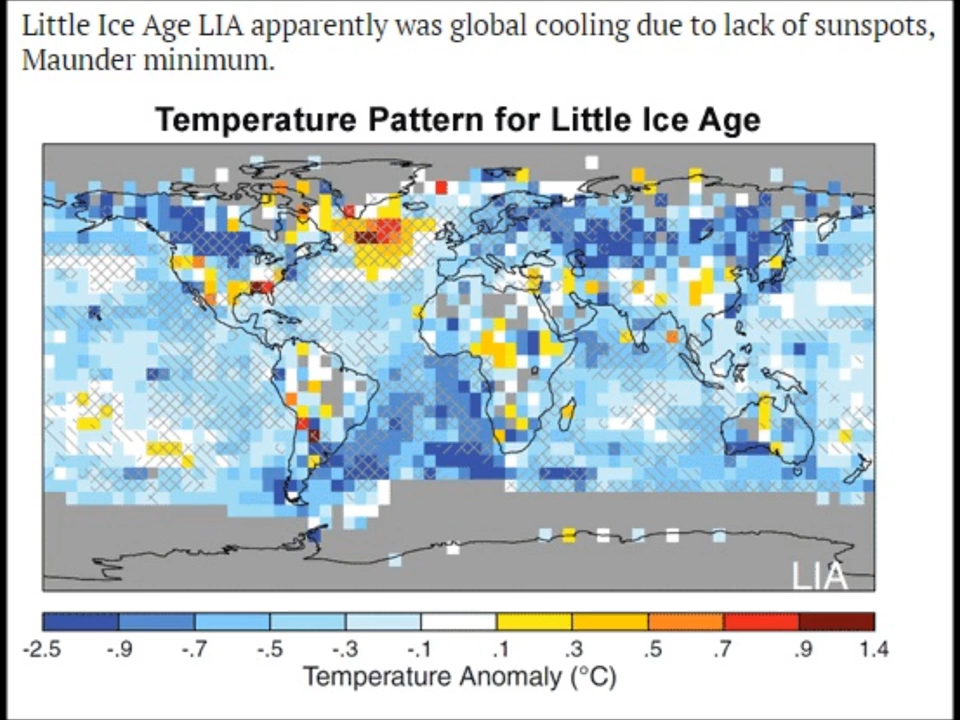 Little Ice Age LIA apparently was global cooling due to lack of sunspots,
Maunder minimum.
Temperature Pattern for Little Ice Age
LIA
-2.5 -.9 -.7 -.5 -.3 -.1 .1 .3 .5 .7 .9 1.4
Temperature Anomaly (°C)